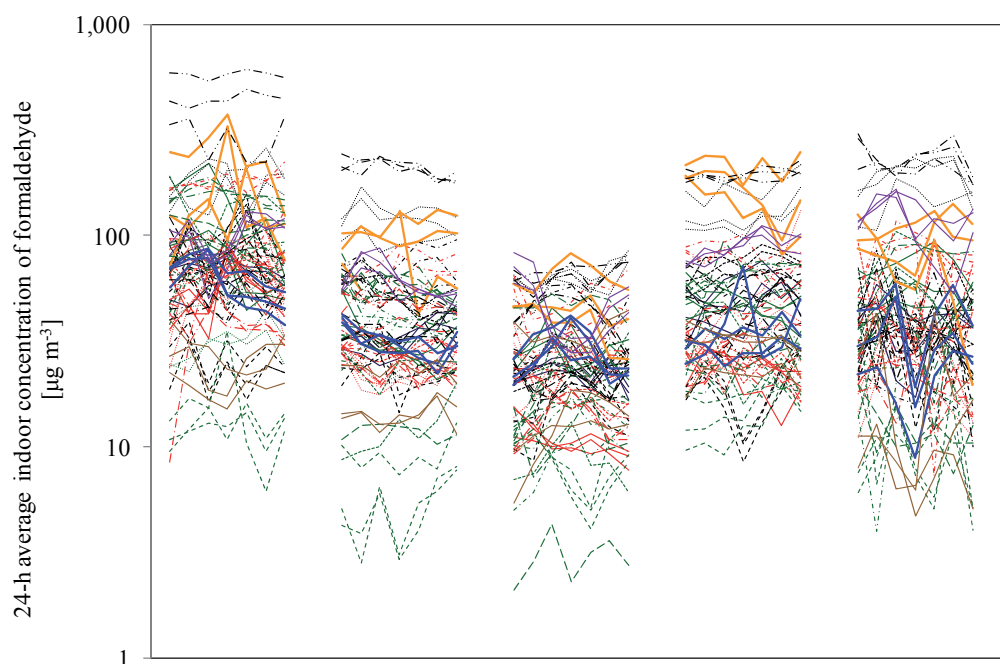 1,000
100
10
1
24-h average indoor concentration of formaldehyde
[µg m-3]